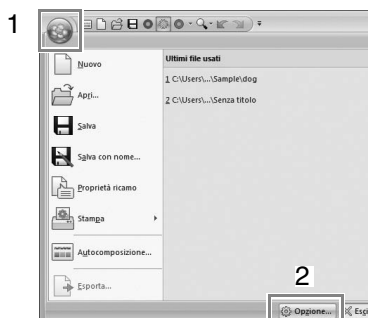 1
Nuovo
Ultimi file usati
1 C:\Users\...\Sample\dog
Apri...
2 C:\Users\...\Senza titolo
Salva
Salva con nome...
Proprietà ricamo
Stampa
Autocomposizione...
Esporta...
2
Opzione...
Esci